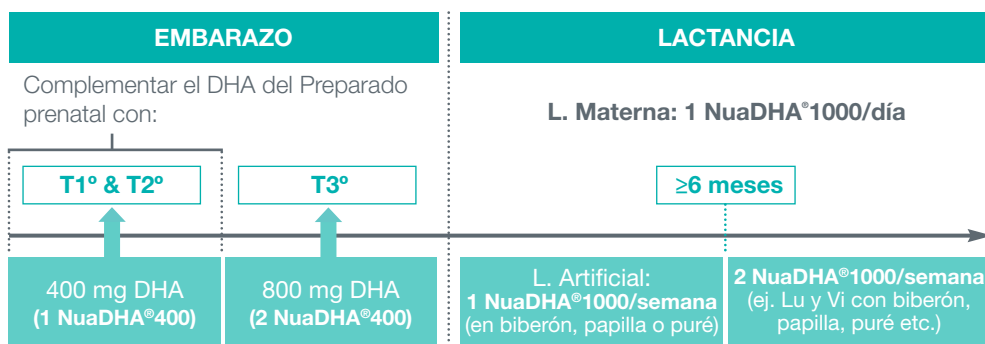 EMBARAZO
Complementar el DHA del Preparado
prenatal con:
T1º & T2º
T3º
400 mg DHA
(1 NuaDHA®400)
800 mg DHA
(2 NuaDHA®400)
LACTANCIA
L. Materna: 1 NuaDHA®1000/día
≥6 meses
L. Artificial:
1 NuaDHA®1000/semana
(en biberón, papilla o puré)
2 NuaDHA®1000/semana
(ej. Lu y Vi con biberón,
papilla, puré etc.)